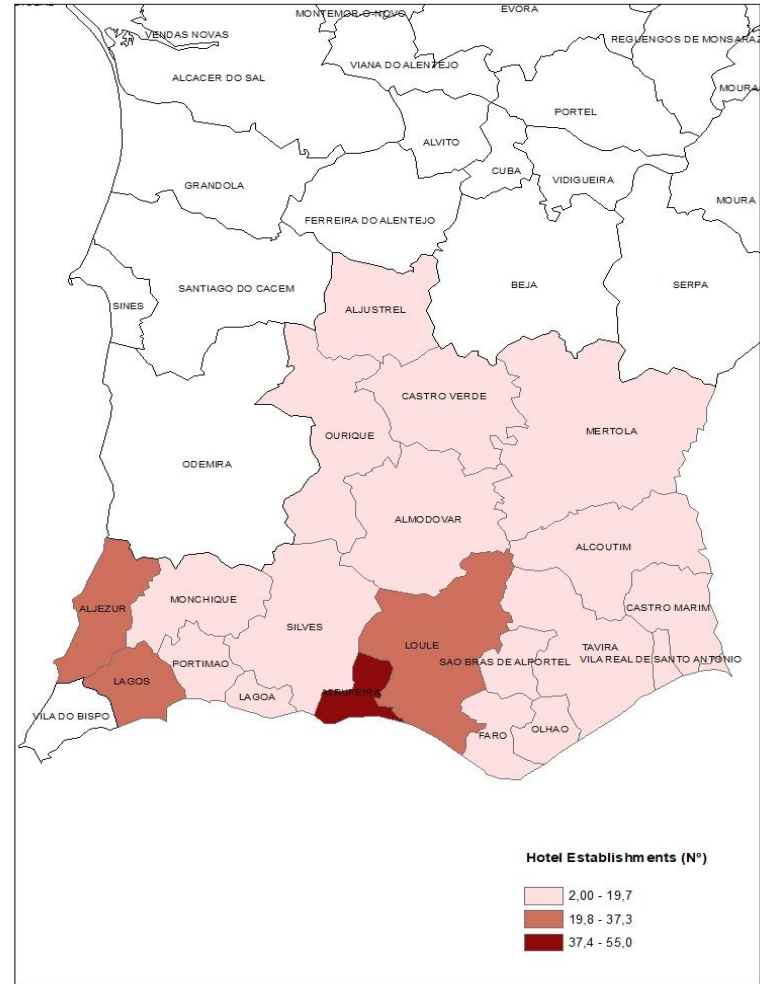 MONTEMOR-O-NOVO
EVORA
VENDAS NOVAS
REGUENGOS DE MONSARAZ
VIANA DO ALENTEJO
ALCACER DO SAL
MOURA
PORTEL
ALVITO
CUBA
VIDIGUEIRA
GRANDOLA
MOURA
FERREIRA DO ALENTEJO
SANTIAGO DO CACEM
BEJA
SERPA
SINES
ALJUSTREL
CASTRO VERDE
MERTOLA
OURIQUE
ODEMIRA
ALMODOVAR
ALCOUTIM
MONCHIQUE
ALJEZUR
CASTRO MARIM
SILVES
LOULE
TAVIRA
SAO BRAS DE ALPORTEL
VILA REAL DE SANTO ANTONIO
PORTIMAO
LAGOS
ALBUFEIRA
LAGOA
VILA DO BISPO
OLHAO
FARO
Hotel Establishments (Nº)
2,00 - 19,7
19,8 - 37,3
37,4 - 55,0